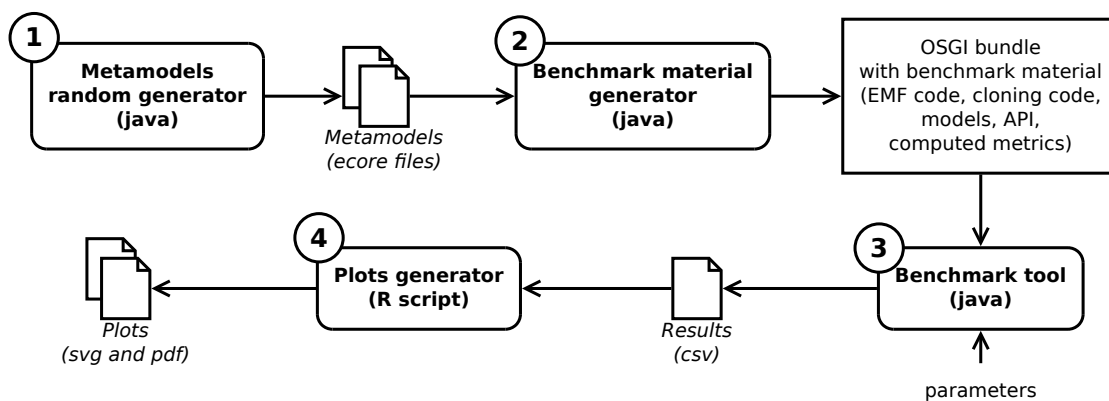 1
Metamodels
random generator
(java)
Metamodels
(ecore files)
2
Benchmark material
generator
(java)
OSGI bundle
with benchmark material
(EMF code, cloning code,
models, API,
computed metrics)
3
Benchmark tool
(java)
parameters
Results
(csv)
4
Plots generator
(R script)
Plots
(svg and pdf)